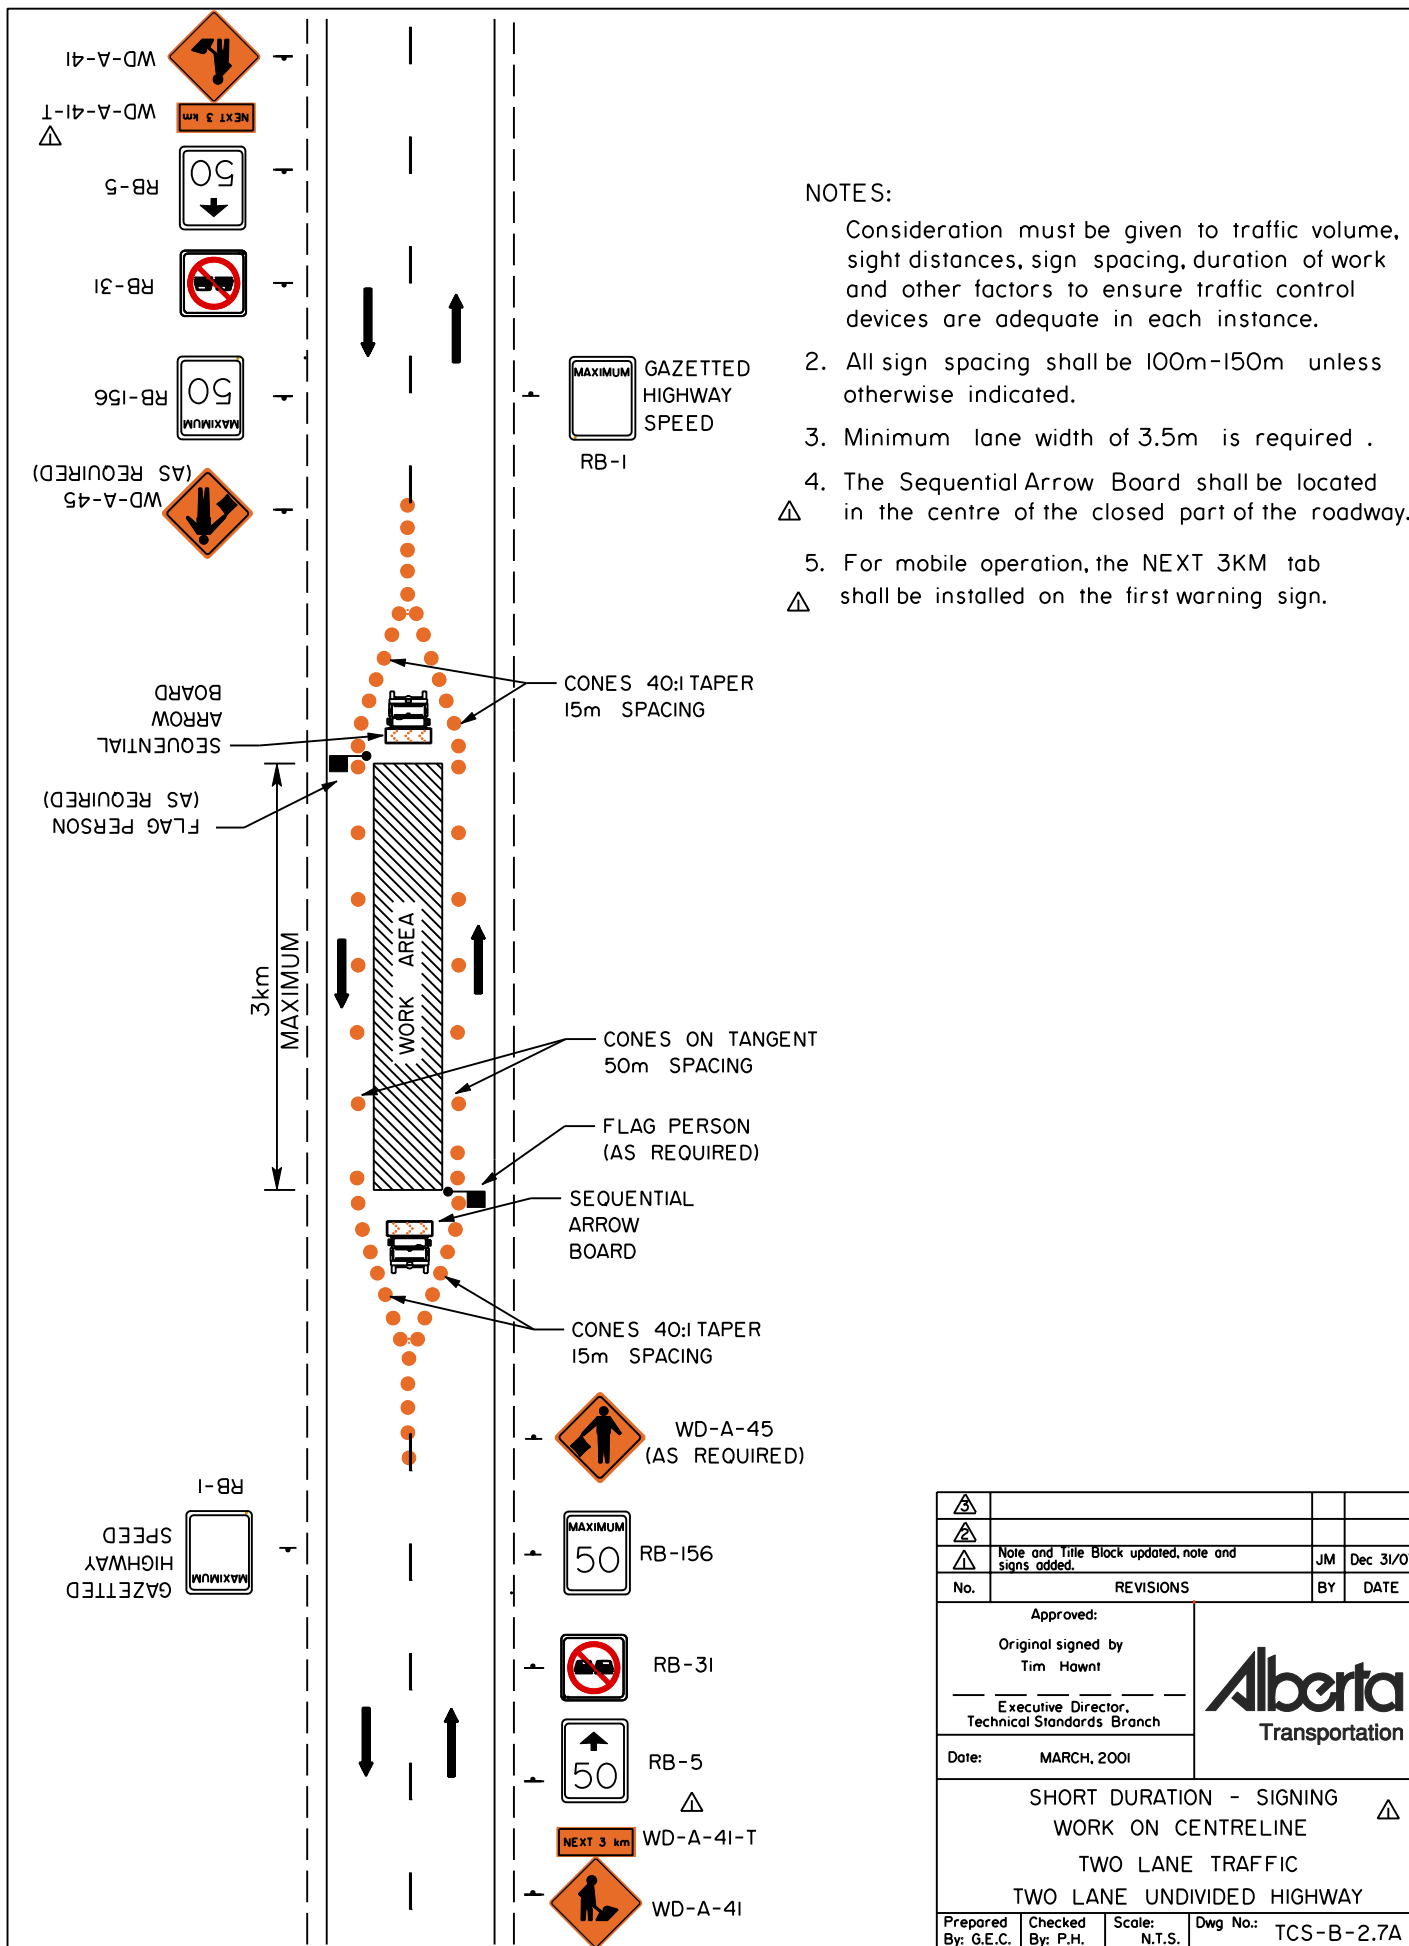 WD-A-41
NEXT 3 km
WD-A-41-T
1
50
RB-5
RB-31
50
MAXIMUM
RB-156
(AS REQUIRED)
WD-A-45
MAXIMUM
GAZETTED
HIGHWAY
SPEED
RB-1
NOTES:
Consideration must be given to traffic volume,
sight distances, sign spacing, duration of work
and other factors to ensure traffic control
devices are adequate in each instance.
2. All sign spacing shall be 100m-150m unless
otherwise indicated.
3. Minimum lane width of 3.5m is required .
4. The Sequential Arrow Board shall be located
1 in the centre of the closed part of the roadway.
5. For mobile operation, the NEXT 3KM tab
1 shall be installed on the first warning sign.
CONES 40:1 TAPER
15m SPACING
SEQUENTIAL
ARROW
BOARD
FLAG PERSON
(AS REQUIRED)
3km
MAXIMUM
WORK AREA
CONES ON TANGENT
50m SPACING
FLAG PERSON
(AS REQUIRED)
SEQUENTIAL
ARROW
BOARD
CONES 40:1 TAPER
15m SPACING
WD-A-45
(AS REQUIRED)
RB-1
GAZETTED
HIGHWAY
SPEED
MAXIMUM
MAXIMUM
50
RB-156
RB-31
50
RB-5
1
NEXT 3 km
WD-A-41-T
WD-A-41
3
2
1 Note and Title Block updated, note and
signs added. JM Dec 31/0
No. REVISIONS BY DATE
Approved:
Original signed by
Tim Hawnt
Executive Director,
Technical Standards Branch
Date: MARCH, 2001
Alberta
Transportation
SHORT DURATION - SIGNING 1
WORK ON CENTRELINE
TWO LANE TRAFFIC
TWO LANE UNDIVIDED HIGHWAY
Prepared By: G.E.C.
Checked By: P.H.
Scale: N.T.S.
Dwg No.: TCS-B-2.7A